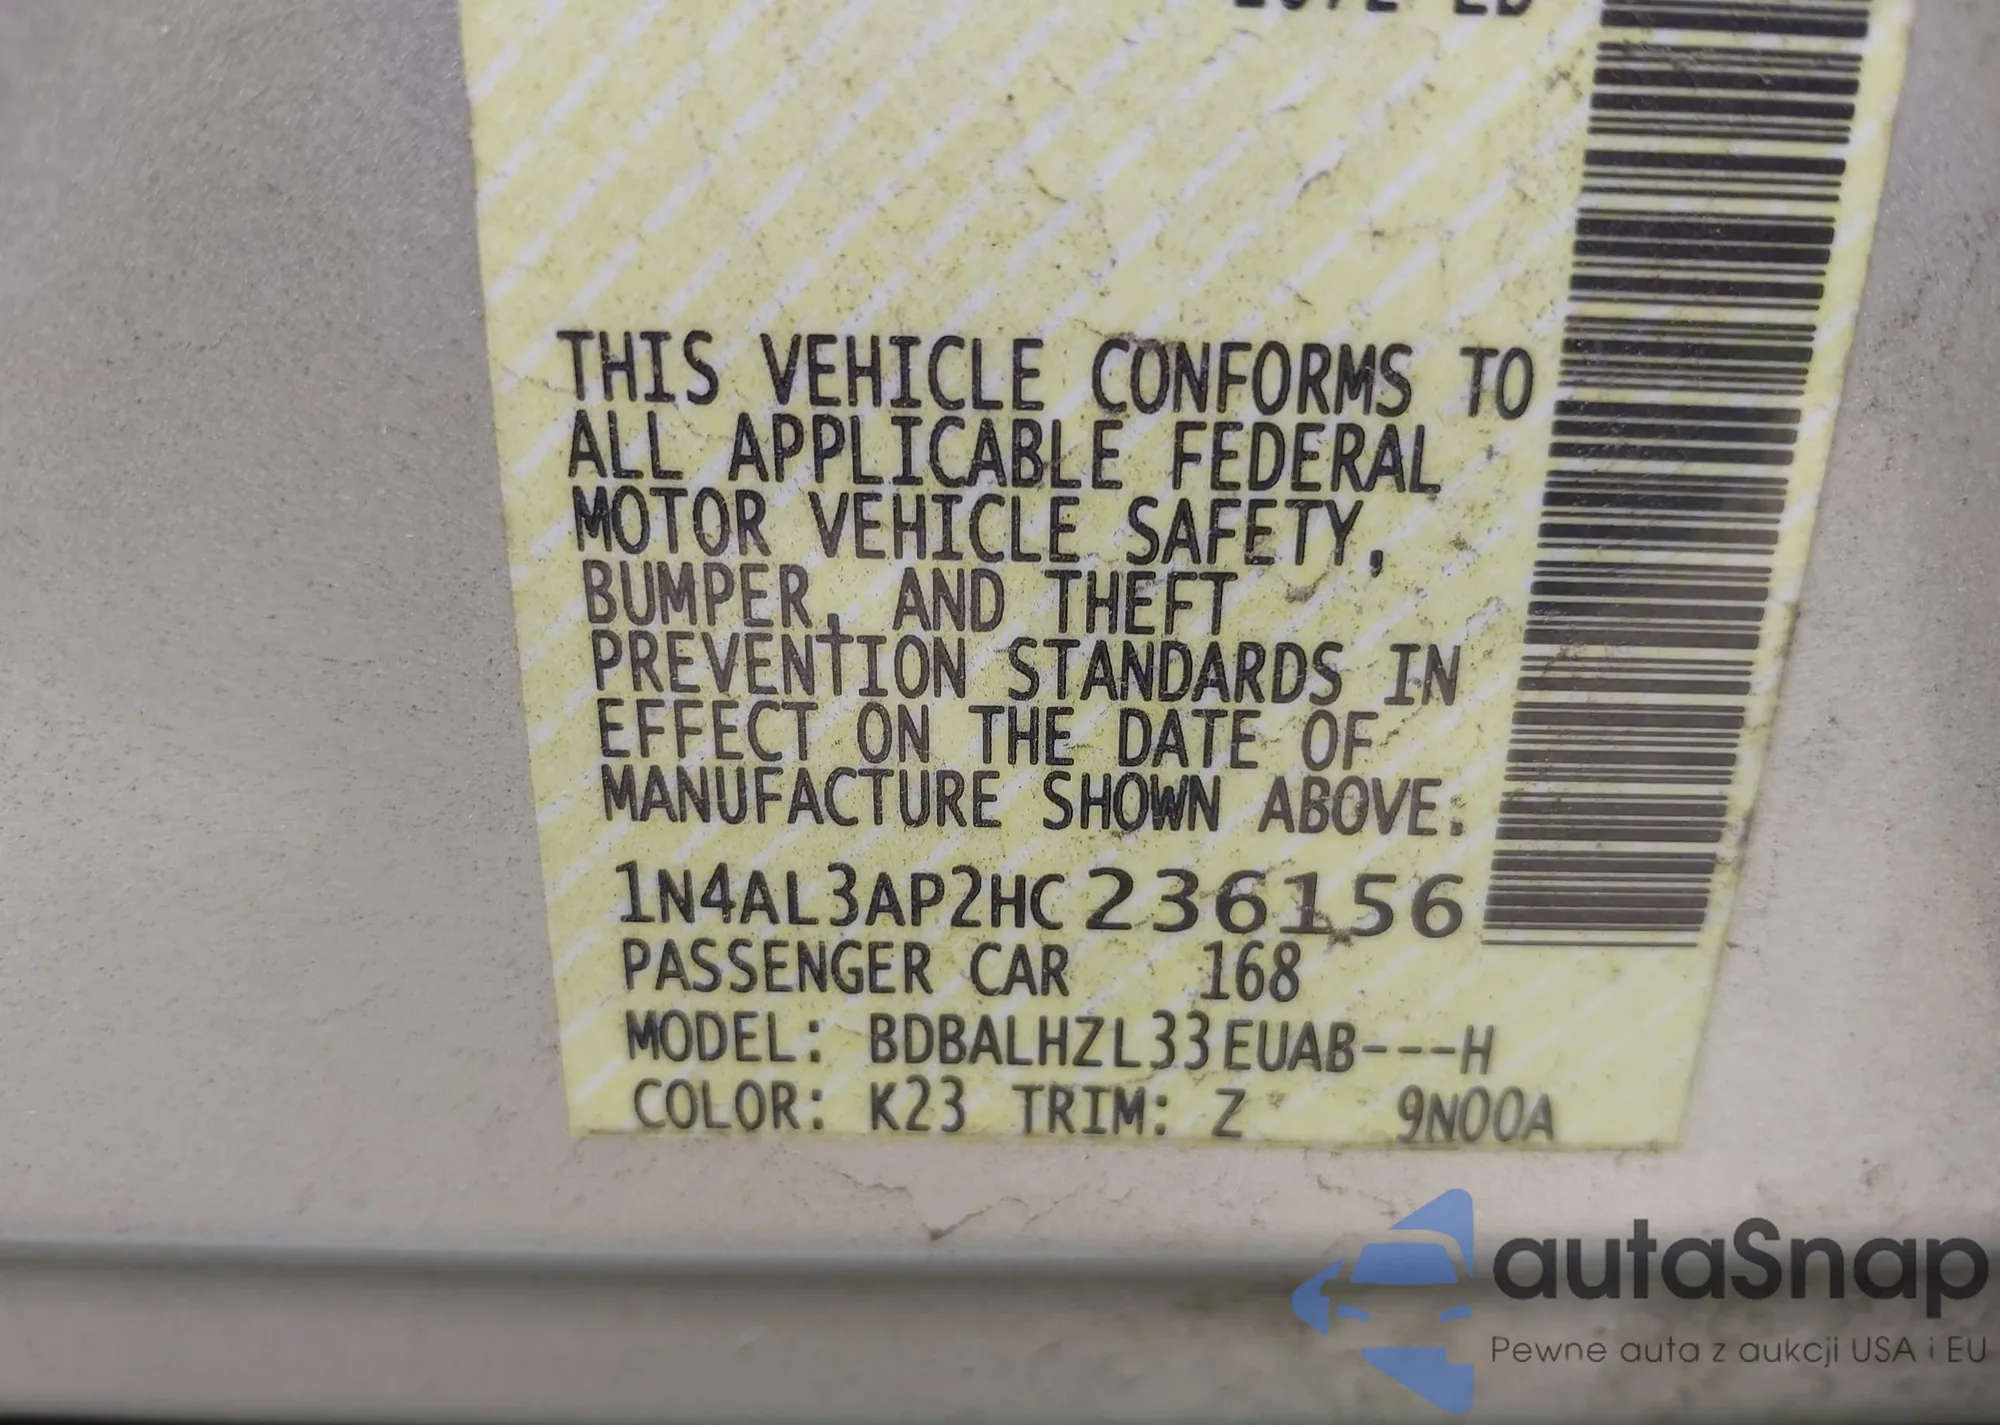 THIS VEHICLE CONFORMS TO
ALL APPLICABLE FEDERAL
MOTOR VEHICLE SAFETY,
BUMPER, AND THEFT
PREVENTION STANDARDS IN
EFFECT ON THE DATE OF
MANUFACTURE SHOWN ABOVE.
1N4AL3AP2HC236156
PASSENGER CAR 168
MODEL: BDBALHZL33EUAB---H
COLOR: K23 TRIM: Z 9N00A
autaSnap
Pewne auta z aukcji USA i EU